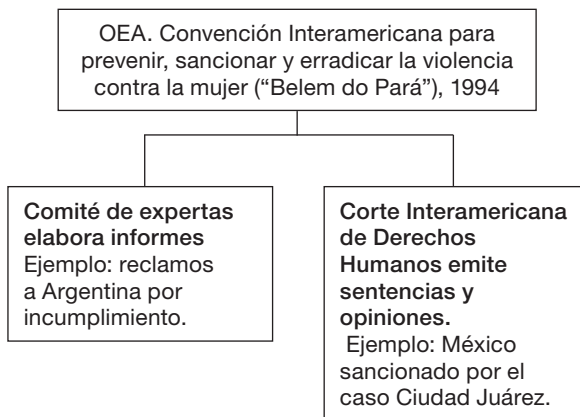 OEA. Convención Interamericana para
prevenir, sancionar y erradicar la violencia
contra la mujer (“Belem do Pará”), 1994
Comité de expertas
elabora informes
Ejemplo: reclamos
a Argentina por
incumplimiento.
Corte Interamericana
de Derechos
Humanos emite
sentencias y
opiniones.
Ejemplo: México
sancionado por el
caso Ciudad Juárez.